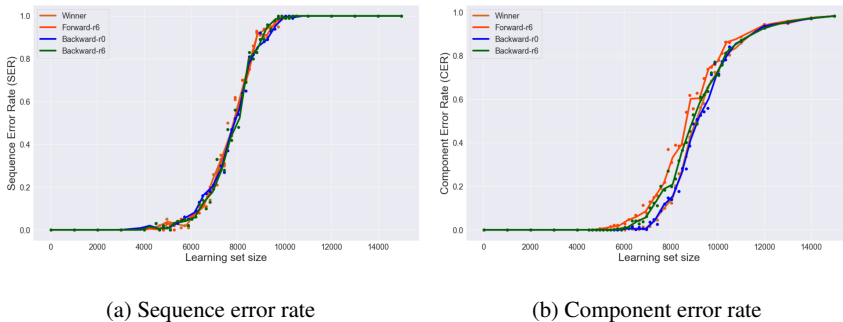 Winner
Forward-r6
Backward-r0
Backward-r6
Sequence Error Rate (SER)
1.0
0.8
0.6
0.4
0.2
0.0
0 2000 4000 6000 8000 10000 12000 14000
Learning set size
(a) Sequence error rate
Winner
Forward-r6
Backward-r0
Backward-r6
Component Error Rate (CER)
1.0
0.8
0.6
0.4
0.2
0.0
0 2000 4000 6000 8000 10000 12000 14000
Learning set size
(b) Component error rate